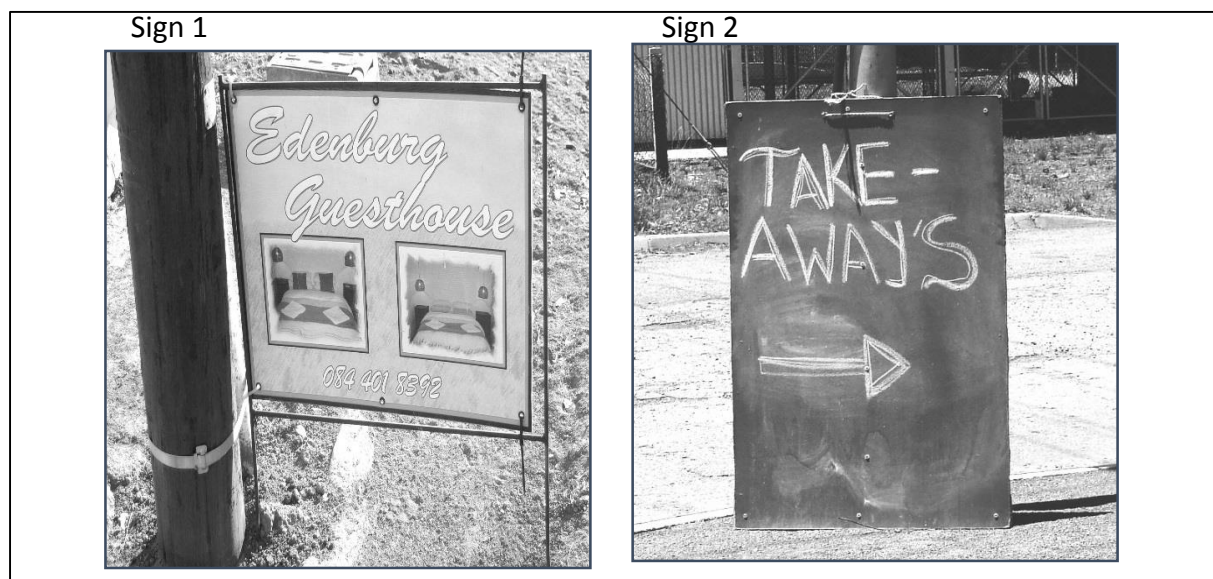 Sign 1
Edenburg
Guesthouse
084 401 8392
Sign 2
TAKE-
AWAY'S